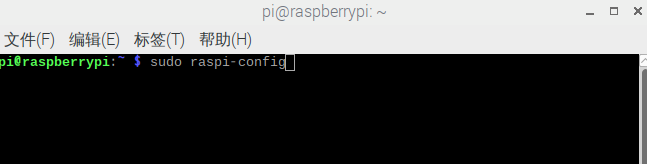 pi@raspberrypi: ~
文件(F) 编辑(E) 标签(T) 帮助(H)
pi@raspberrypi:~ $ sudo raspi-config